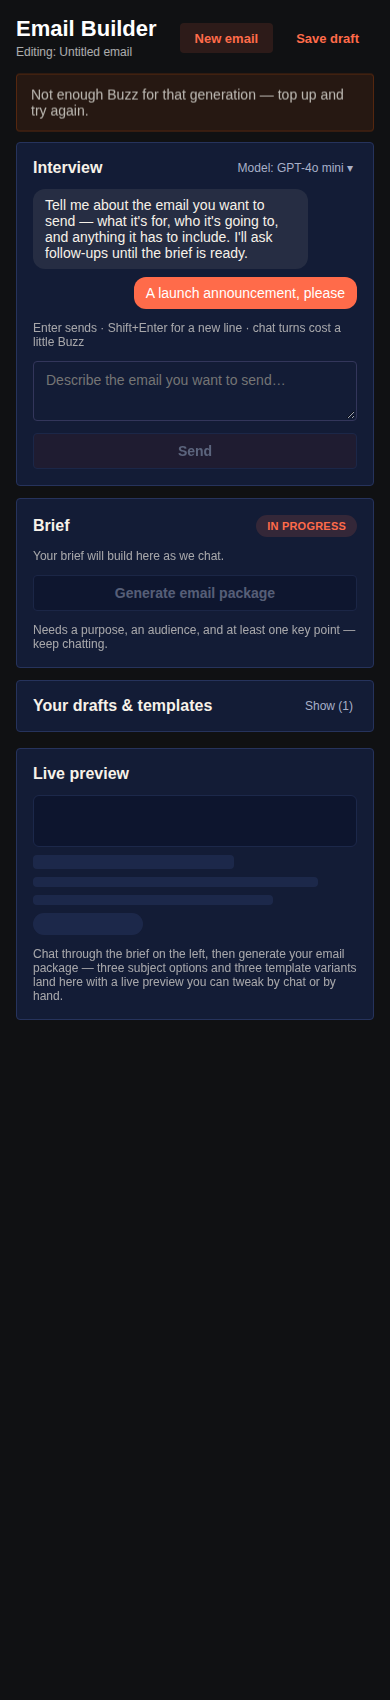 Email Builder
Editing: Untitled email
New email
Save draft
Not enough Buzz for that generation — top up and
try again.
Interview
Model: GPT-4o mini ▾
Tell me about the email you want to
send — what it's for, who it's going to,
and anything it has to include. I'll ask
follow-ups until the brief is ready.
A launch announcement, please
Enter sends · Shift+Enter for a new line · chat turns cost a
little Buzz
Describe the email you want to send…
Send
Brief
IN PROGRESS
Your brief will build here as we chat.
Generate email package
Needs a purpose, an audience, and at least one key point —
keep chatting.
Your drafts & templates
Show (1)
Live preview
Chat through the brief on the left, then generate your email
package — three subject options and three template variants
land here with a live preview you can tweak by chat or by
hand.